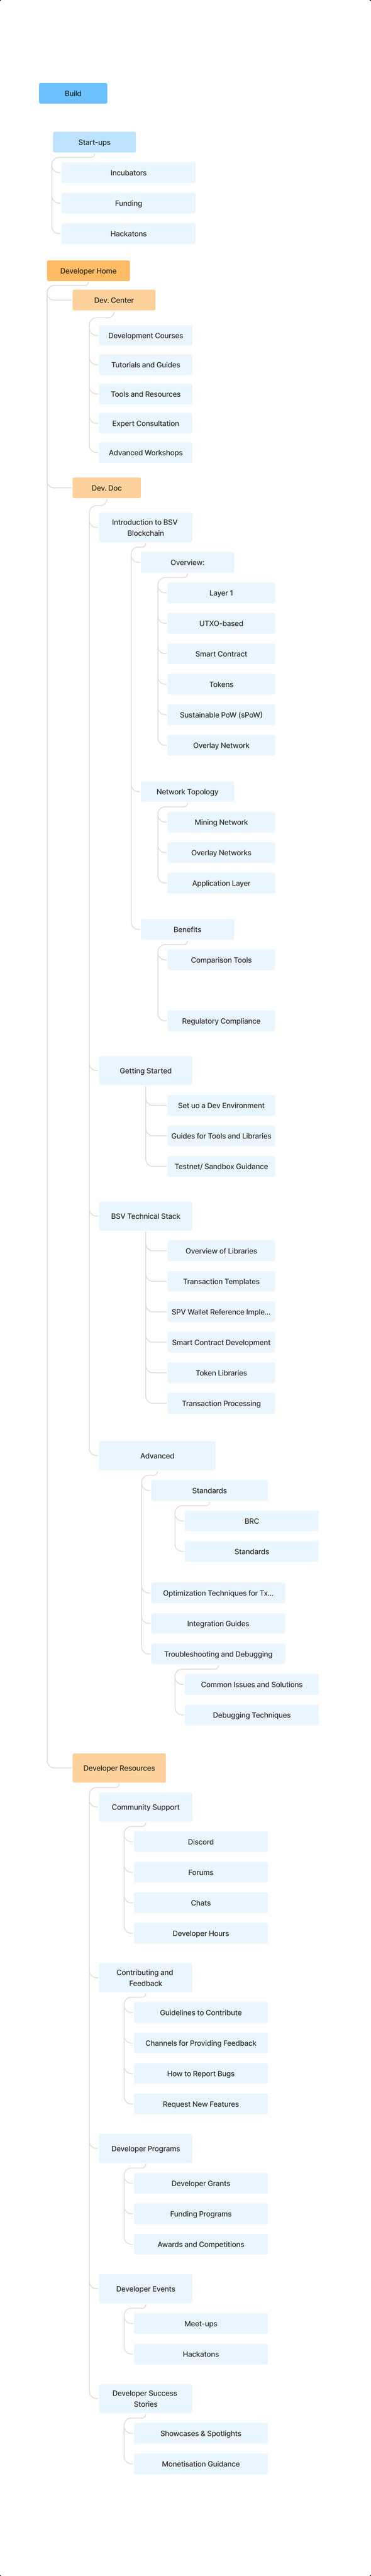 Build
Start-ups
Incubators
Funding
Hackatons
Developer Home
Dev. Center
Development Courses
Tutorials and Guides
Tools and Resources
Expert Consultation
Advanced Workshops
Dev. Doc
Introduction to BSV
Blockchain
Overview:
Layer 1
UTXO-based
Smart Contract
Tokens
Sustainable PoW (sPoW)
Overlay Network
Network Topology
Mining Network
Overlay Networks
Application Layer
Benefits
Comparison Tools
Regulatory Compliance
Getting Started
Set uo a Dev Environment
Guides for Tools and Libraries
Testnet/ Sandbox Guidance
BSV Technical Stack
Overview of Libraries
Transaction Templates
SPV Wallet Reference Imple...
Smart Contract Development
Token Libraries
Transaction Processing
Advanced
Standards
BRC
Standards
Optimization Techniques for Tx...
Integration Guides
Troubleshooting and Debugging
Common Issues and Solutions
Debugging Techniques
Developer Resources
Community Support
Discord
Forums
Chats
Developer Hours
Contributing and
Feedback
Guidelines to Contribute
Channels for Providing Feedback
How to Report Bugs
Request New Features
Developer Programs
Developer Grants
Funding Programs
Awards and Competitions
Developer Events
Meet-ups
Hackatons
Developer Success
Stories
Showcases & Spotlights
Monetisation Guidance